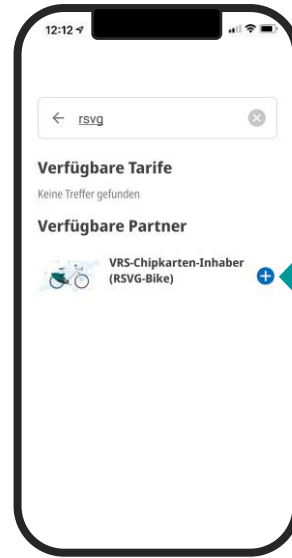 12:12
rsvg
Verfügbare Tarife
Keine Treffer gefunden
Verfügbare Partner
VRS-Chipkarten-Inhaber
(RSVG-Bike)